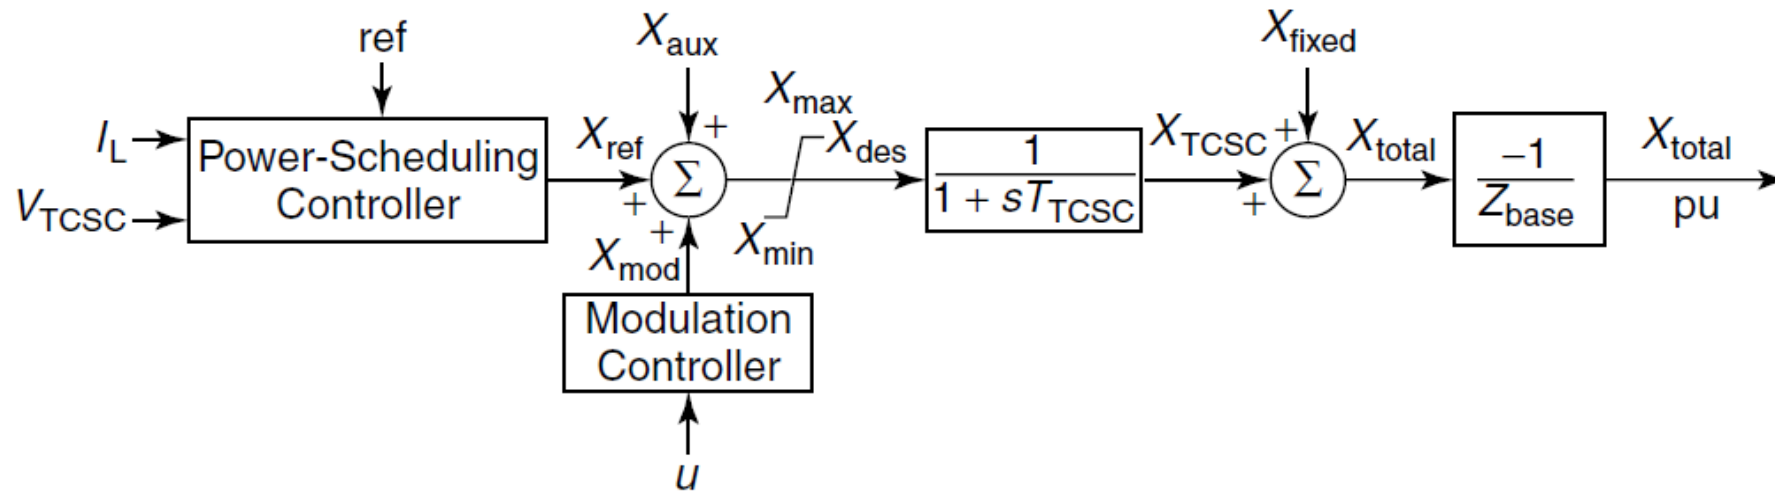 ref
X_aux
X_fixed
I_L
V_TCSC
Power-Scheduling
Controller
X_ref
+
Σ
+
+
X_mod
X_max
X_min
X_des
1
1 + sT_TCSC
X_TCSC
+
Σ
+
X_total
−1
Z_base
X_total
pu
Modulation
Controller
u